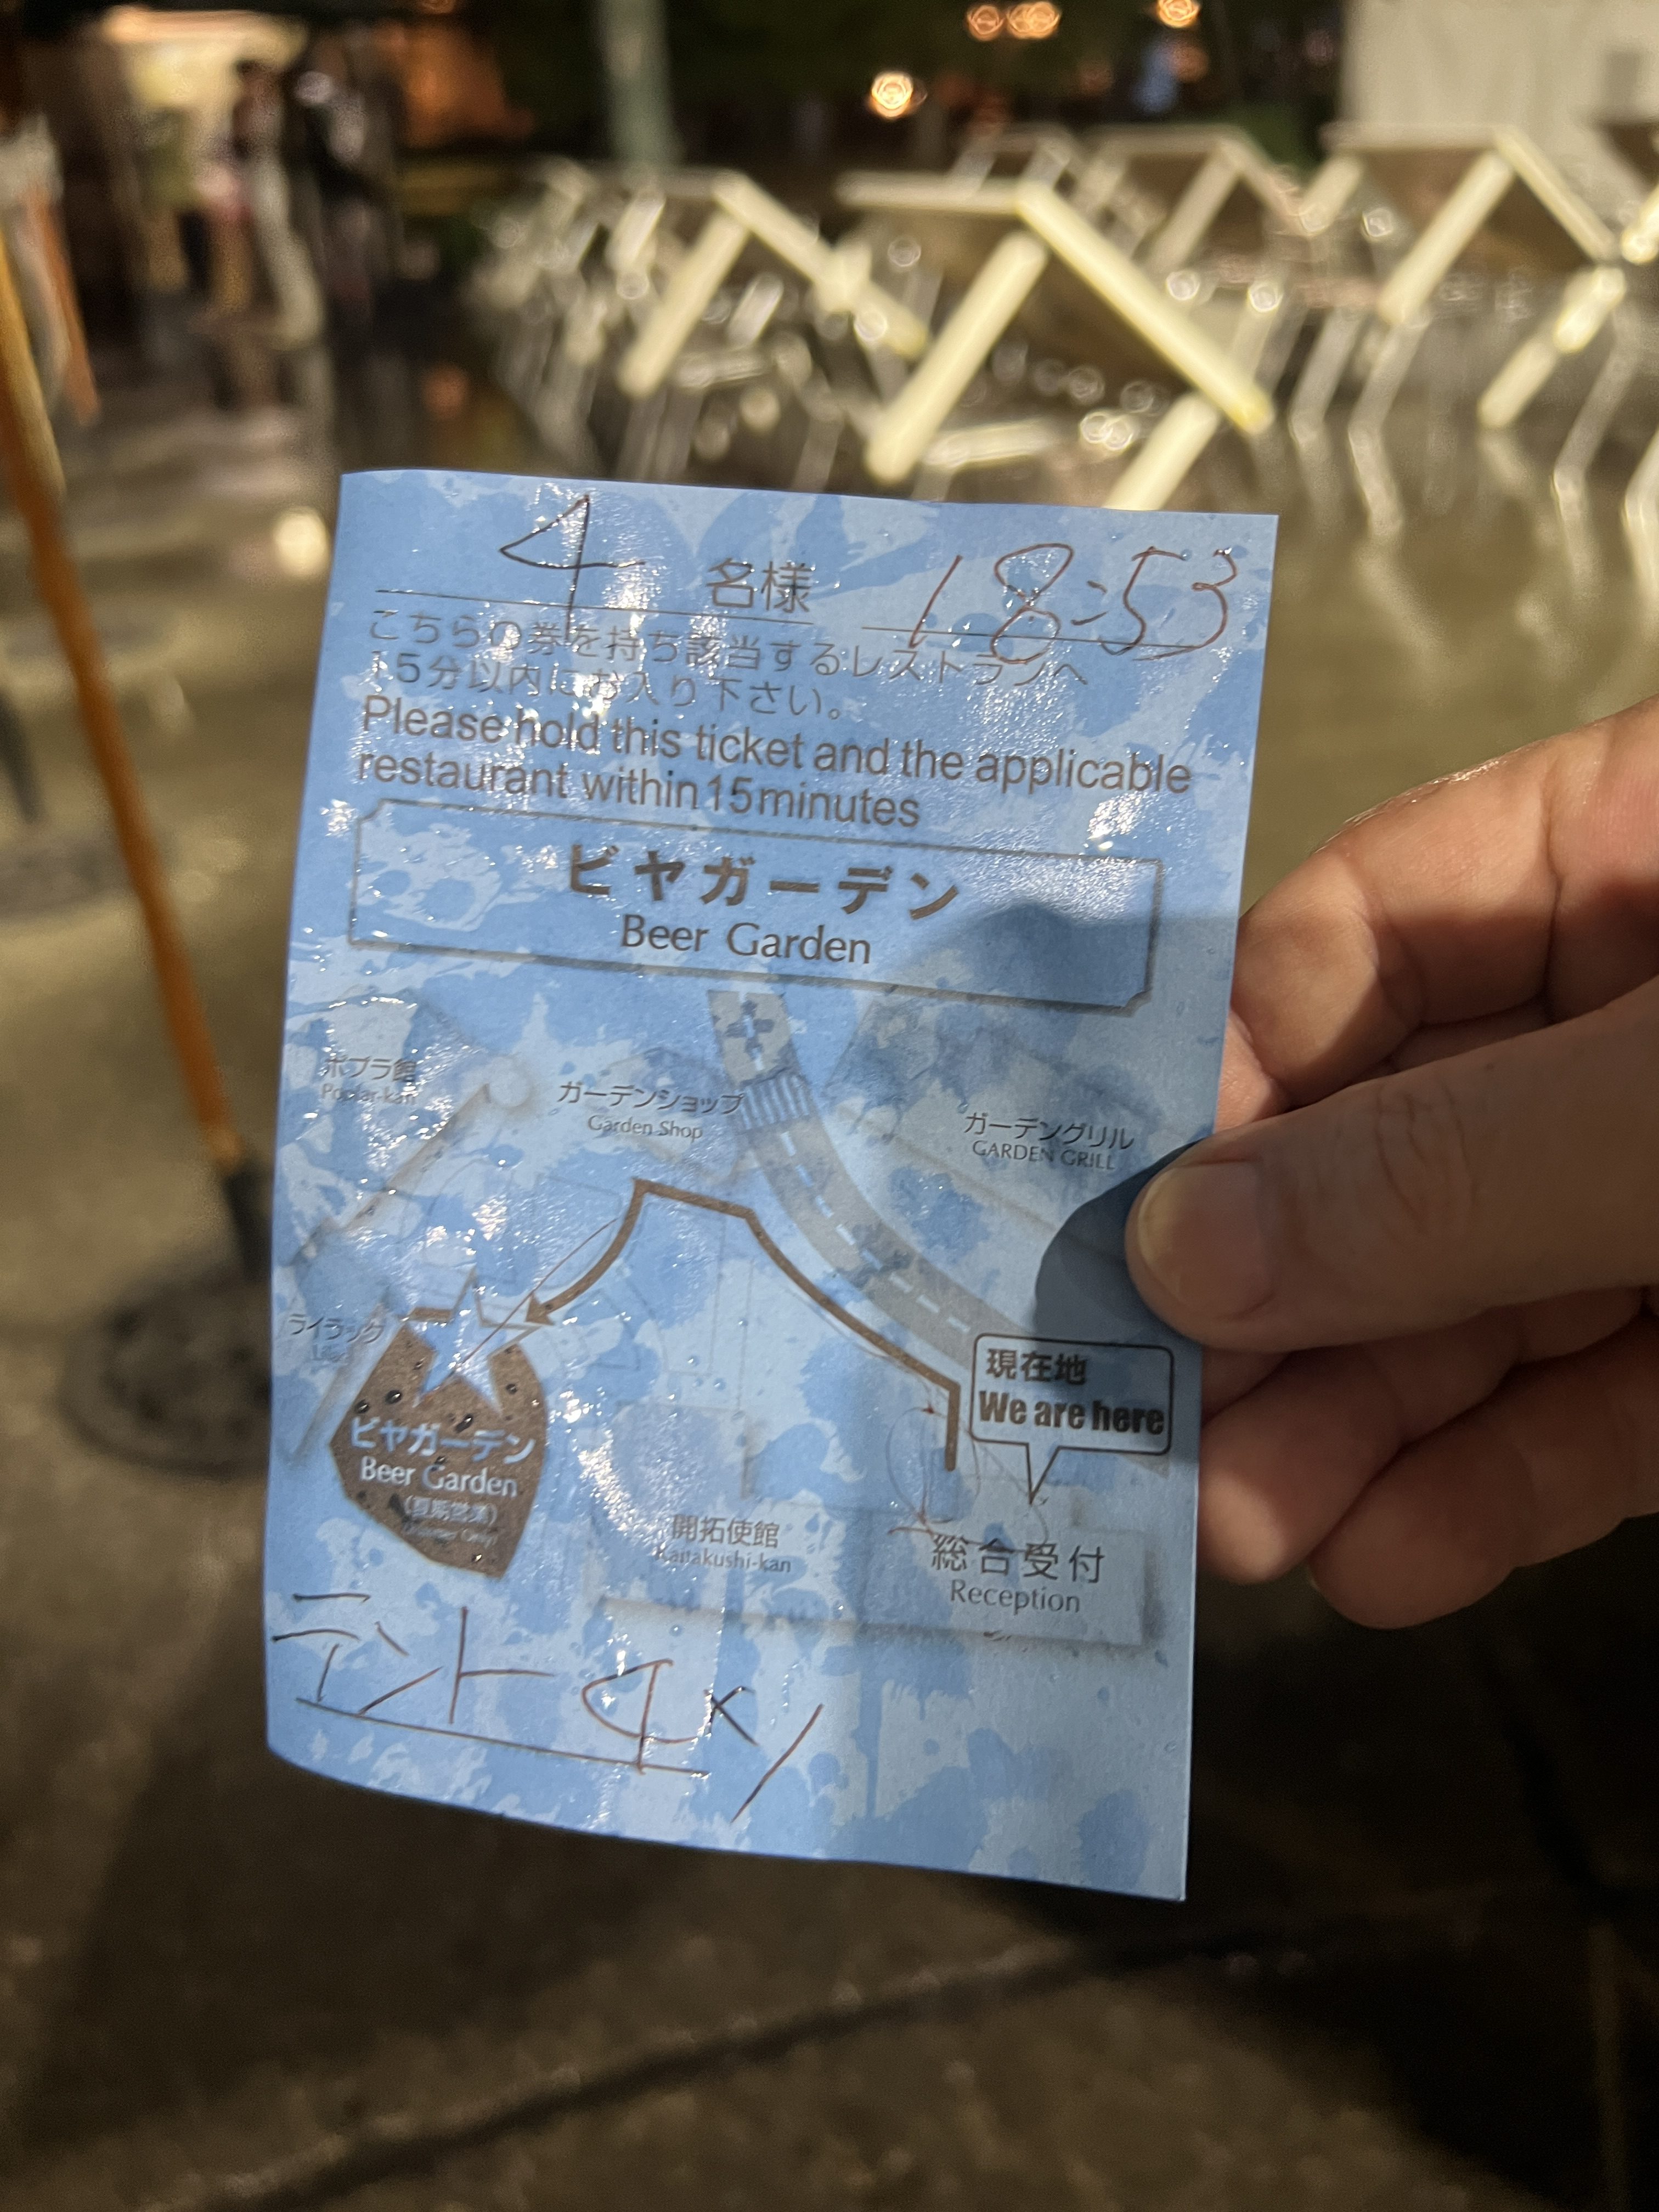 4 名様 18:53
こちらの券を持ち該当するレストランへ
15分以内にお入り下さい。
Please hold this ticket and the applicable
restaurant within 15 minutes
ビヤガーデン
Beer Garden
ポプラ館
Poplar-kan
ガーデンショップ
Garden Shop
ガーデングリル
GARDEN GRILL
ライラック
現在地
We are here
ビヤガーデン
Beer Garden
(夏期営業)
開拓使館
Kaitakushi-kan
総合受付
Reception
テント